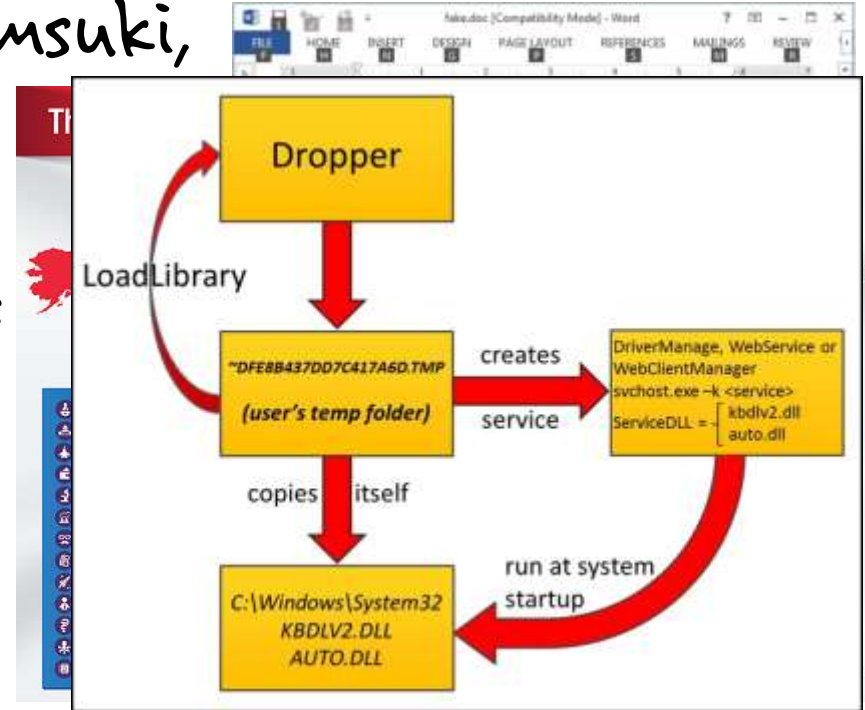 msuki,
fake.doc [Compatibility Mode] - Word
FILE HOME INSERT DESIGN PAGE LAYOUT REFERENCES MAILINGS REVIEW
Th
Dropper
LoadLibrary
~DFE8B437DD7C417A6D.TMP
(user's temp folder)
creates
service
DriverManage, WebService or
WebClientManager
svchost.exe –k <service>
ServiceDLL =
kbdlv2.dll
auto.dll
copies itself
run at system
startup
C:\Windows\System32
KBDLV2.DLL
AUTO.DLL